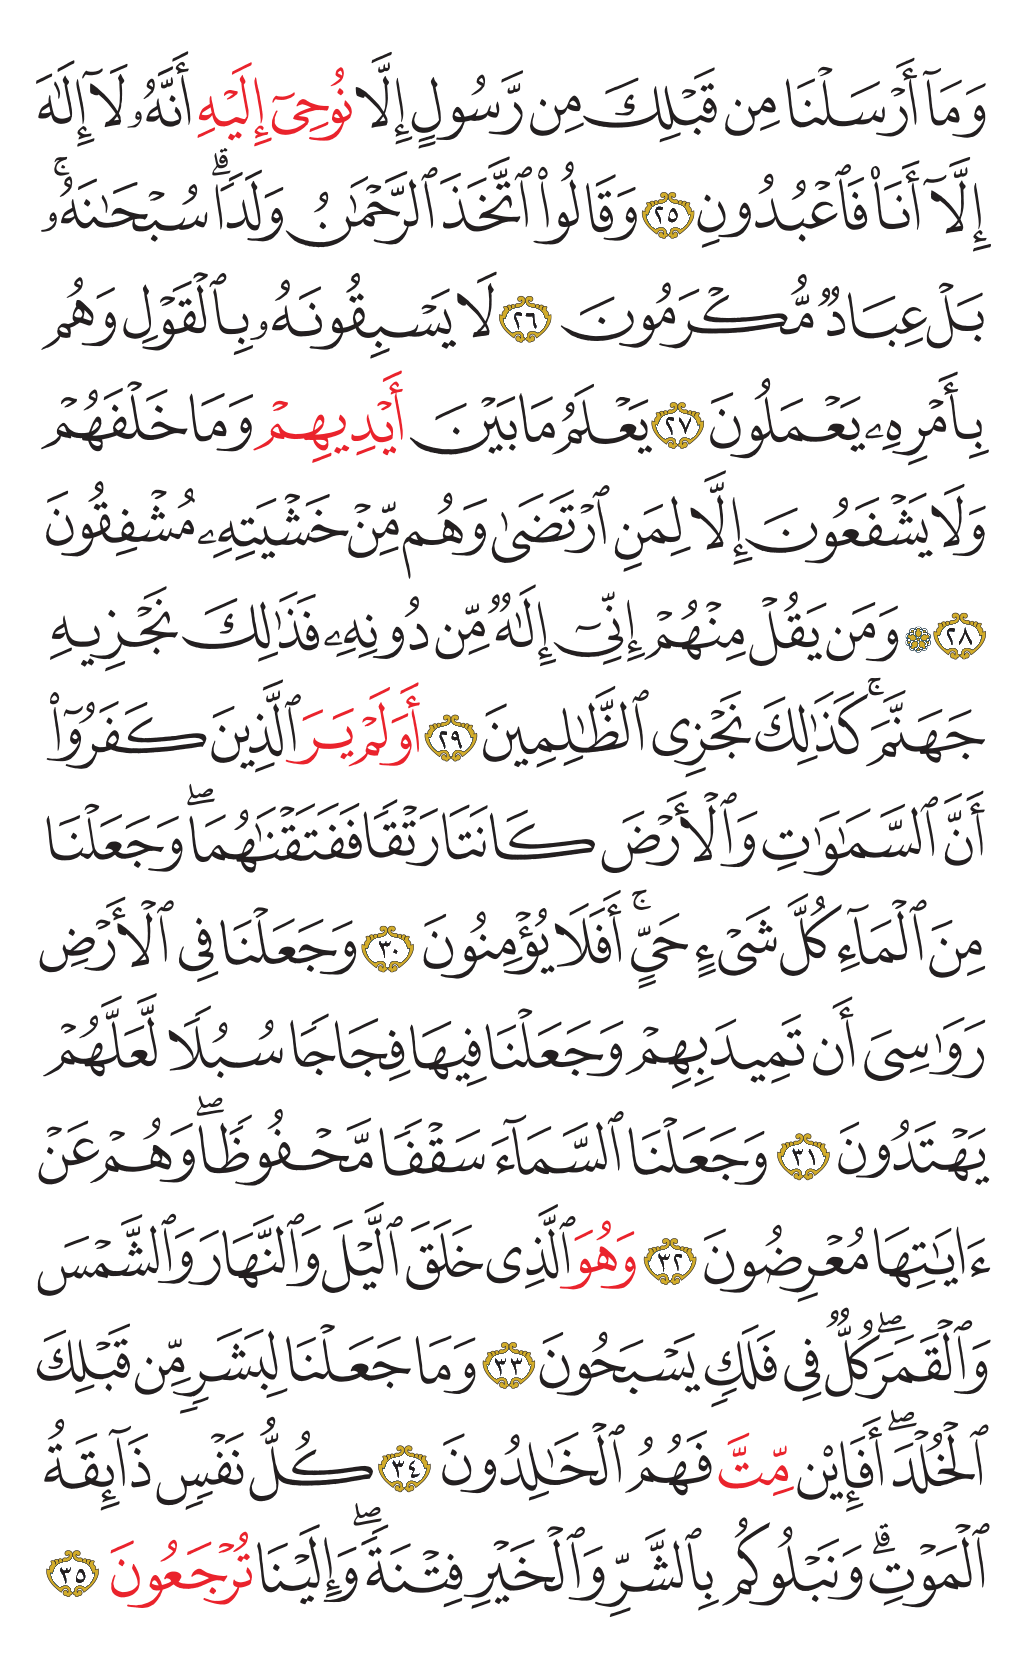 وَمَآ أَرْسَلْنَا مِن قَبْلِكَ مِن رَّسُولٍ إِلَّا نُوحِىٓ إِلَيْهِ أَنَّهُۥ لَآ إِلَٰهَ
إِلَّآ أَنَا۠ فَٱعْبُدُونِ ٢٥ وَقَالُوا۟ ٱتَّخَذَ ٱلرَّحْمَٰنُ وَلَدًا ۗ سُبْحَٰنَهُۥ ۚ
بَلْ عِبَادٌ مُّكْرَمُونَ ٢٦ لَا يَسْبِقُونَهُۥ بِٱلْقَوْلِ وَهُم
بِأَمْرِهِۦ يَعْمَلُونَ ٢٧ يَعْلَمُ مَا بَيْنَ أَيْدِيهِمْ وَمَا خَلْفَهُمْ
وَلَا يَشْفَعُونَ إِلَّا لِمَنِ ٱرْتَضَىٰ وَهُم مِّنْ خَشْيَتِهِۦ مُشْفِقُونَ
٢٨ ۞ وَمَن يَقُلْ مِنْهُمْ إِنِّىٓ إِلَٰهٌ مِّن دُونِهِۦ فَذَٰلِكَ نَجْزِيهِ
جَهَنَّمَ ۚ كَذَٰلِكَ نَجْزِى ٱلظَّٰلِمِينَ ٢٩ أَوَلَمْ يَرَ ٱلَّذِينَ كَفَرُوٓا۟
أَنَّ ٱلسَّمَٰوَٰتِ وَٱلْأَرْضَ كَانَتَا رَتْقًا فَفَتَقْنَٰهُمَا ۖ وَجَعَلْنَا
مِنَ ٱلْمَآءِ كُلَّ شَىْءٍ حَىٍّ ۚ أَفَلَا يُؤْمِنُونَ ٣٠ وَجَعَلْنَا فِى ٱلْأَرْضِ
رَوَٰسِىَ أَن تَمِيدَ بِهِمْ وَجَعَلْنَا فِيهَا فِجَاجًا سُبُلًا لَّعَلَّهُمْ
يَهْتَدُونَ ٣١ وَجَعَلْنَا ٱلسَّمَآءَ سَقْفًا مَّحْفُوظًا ۖ وَهُمْ عَنْ
ءَايَٰتِهَا مُعْرِضُونَ ٣٢ وَهُوَ ٱلَّذِى خَلَقَ ٱلَّيْلَ وَٱلنَّهَارَ وَٱلشَّمْسَ
وَٱلْقَمَرَ ۖ كُلٌّ فِى فَلَكٍ يَسْبَحُونَ ٣٣ وَمَا جَعَلْنَا لِبَشَرٍ مِّن قَبْلِكَ
ٱلْخُلْدَ ۖ أَفَإِي۟ن مِّتَّ فَهُمُ ٱلْخَٰلِدُونَ ٣٤ كُلُّ نَفْسٍ ذَآئِقَةُ
ٱلْمَوْتِ ۗ وَنَبْلُوكُم بِٱلشَّرِّ وَٱلْخَيْرِ فِتْنَةً ۖ وَإِلَيْنَا تُرْجَعُونَ ٣٥